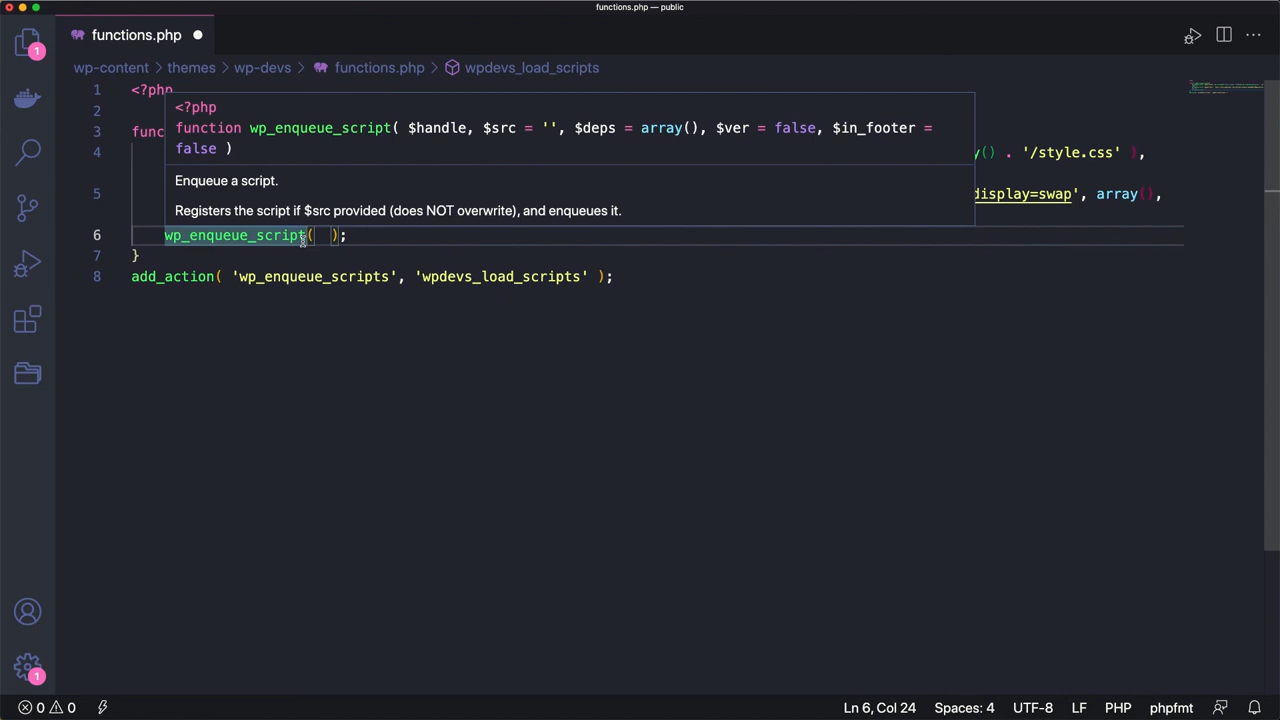 functions.php — public
functions.php
wp-content wp-devs themes functions.php wpdevs_load_scripts
1 <?php
<?php
2 function wp_enqueue_script( $handle, $src = '', $deps = array(), $ver = false, $in_footer =
3 func
false )
4 y() . '/style.css' ),
Enqueue a script.
5 display=swap', array(),
Registers the script if $src provided (does NOT overwrite), and enqueues it.
6 wp_enqueue_script( );
7 }
8 add_action( 'wp_enqueue_scripts', 'wpdevs_load_scripts' );
1
1
0 0 Ln 6, Col 24 Spaces: 4 UTF-8 LF PHP phpfmt